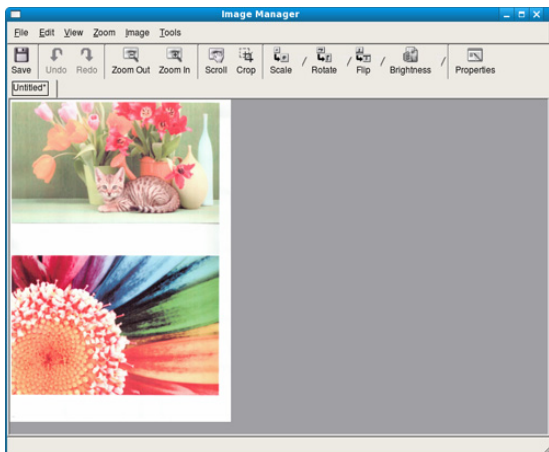 Image Manager
File Edit View Zoom Image Tools
Save Undo Redo Zoom Out Zoom In Scroll Crop Scale / Rotate / Flip / Brightness / Properties
Untitled*